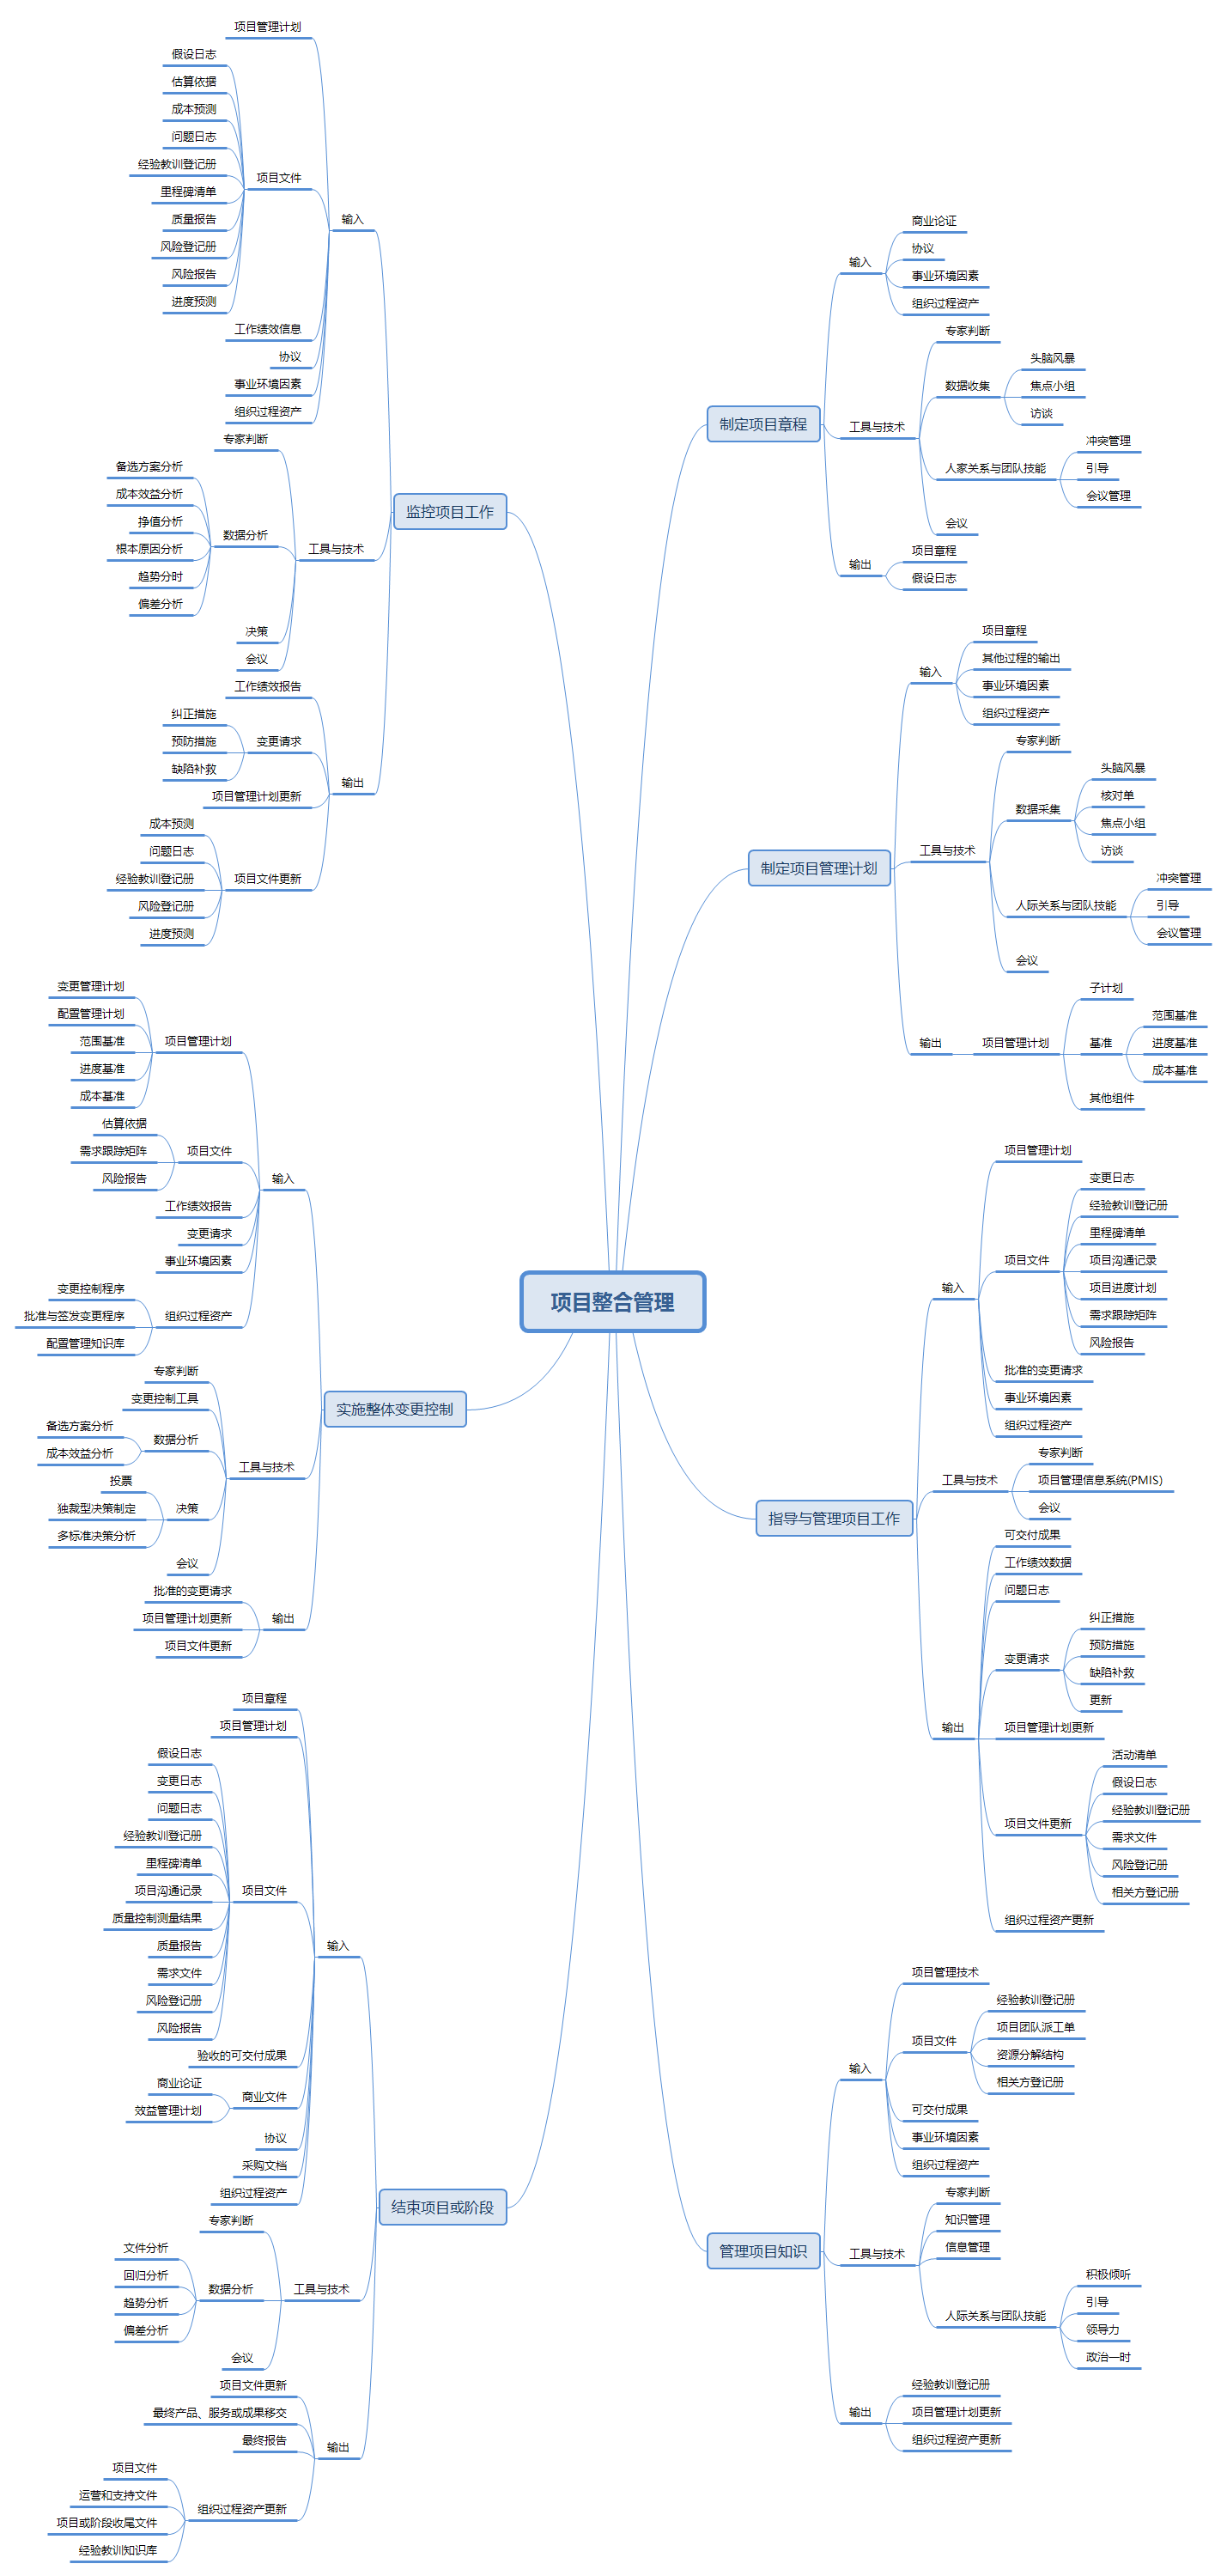 项目整合管理
制定项目章程
输入
商业论证
协议
事业环境因素
组织过程资产
工具与技术
专家判断
数据收集
头脑风暴
焦点小组
访谈
人家关系与团队技能
冲突管理
引导
会议管理
会议
输出
项目章程
假设日志
制定项目管理计划
输入
项目章程
其他过程的输出
事业环境因素
组织过程资产
工具与技术
专家判断
数据采集
头脑风暴
核对单
焦点小组
访谈
人际关系与团队技能
冲突管理
引导
会议管理
会议
输出
项目管理计划
子计划
基准
范围基准
进度基准
成本基准
其他组件
指导与管理项目工作
输入
项目管理计划
项目文件
变更日志
经验教训登记册
里程碑清单
项目沟通记录
项目进度计划
需求跟踪矩阵
风险报告
批准的变更请求
事业环境因素
组织过程资产
工具与技术
专家判断
项目管理信息系统(PMIS)
会议
输出
可交付成果
工作绩效数据
问题日志
变更请求
纠正措施
预防措施
缺陷补救
更新
项目管理计划更新
项目文件更新
活动清单
假设日志
经验教训登记册
需求文件
风险登记册
相关方登记册
组织过程资产更新
管理项目知识
输入
项目管理技术
项目文件
经验教训登记册
项目团队派工单
资源分解结构
相关方登记册
可交付成果
事业环境因素
组织过程资产
工具与技术
专家判断
知识管理
信息管理
人际关系与团队技能
积极倾听
引导
领导力
政治一时
输出
经验教训登记册
项目管理计划更新
组织过程资产更新
监控项目工作
输入
项目管理计划
项目文件
假设日志
估算依据
成本预测
问题日志
经验教训登记册
里程碑清单
质量报告
风险登记册
风险报告
进度预测
工作绩效信息
协议
事业环境因素
组织过程资产
工具与技术
专家判断
数据分析
备选方案分析
成本效益分析
挣值分析
根本原因分析
趋势分时
偏差分析
决策
会议
输出
工作绩效报告
变更请求
纠正措施
预防措施
缺陷补救
项目管理计划更新
项目文件更新
成本预测
问题日志
经验教训登记册
风险登记册
进度预测
实施整体变更控制
输入
项目管理计划
变更管理计划
配置管理计划
范围基准
进度基准
成本基准
项目文件
估算依据
需求跟踪矩阵
风险报告
工作绩效报告
变更请求
事业环境因素
组织过程资产
变更控制程序
批准与签发变更程序
配置管理知识库
工具与技术
专家判断
变更控制工具
数据分析
备选方案分析
成本效益分析
决策
投票
独裁型决策制定
多标准决策分析
会议
输出
批准的变更请求
项目管理计划更新
项目文件更新
结束项目或阶段
输入
项目章程
项目管理计划
项目文件
假设日志
变更日志
问题日志
经验教训登记册
里程碑清单
项目沟通记录
质量控制测量结果
质量报告
需求文件
风险登记册
风险报告
验收的可交付成果
商业文件
商业论证
效益管理计划
协议
采购文档
组织过程资产
工具与技术
专家判断
数据分析
文件分析
回归分析
趋势分析
偏差分析
会议
输出
项目文件更新
最终产品、服务或成果移交
最终报告
组织过程资产更新
项目文件
运营和支持文件
项目或阶段收尾文件
经验教训知识库